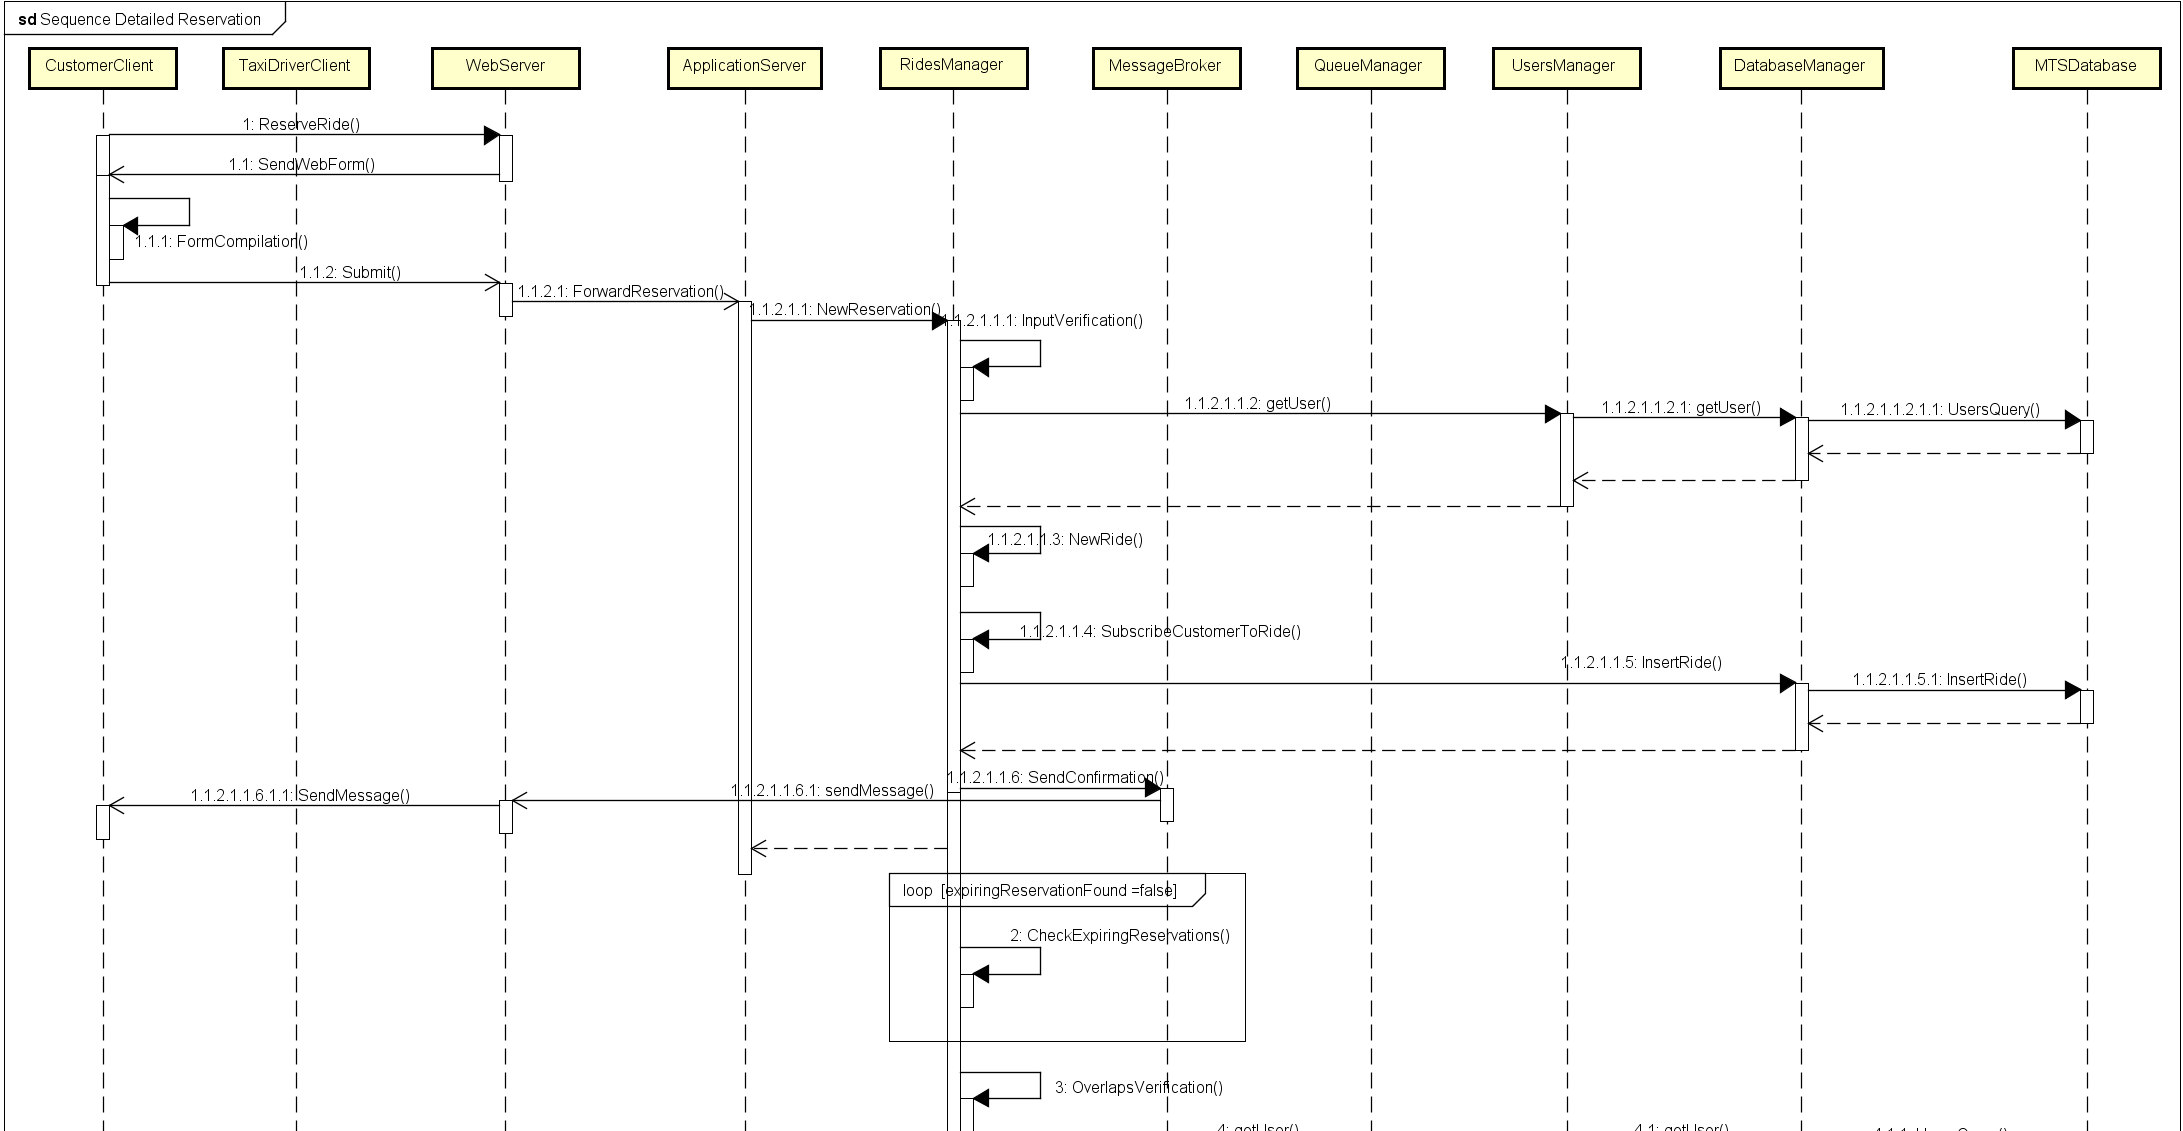 sd Sequence Detailed Reservation
CustomerClient
TaxiDriverClient
WebServer
ApplicationServer
RidesManager
MessageBroker
QueueManager
UsersManager
DatabaseManager
MTSDatabase
1: ReserveRide()
1.1: SendWebForm()
1.1.1: FormCompilation()
1.1.2: Submit()
1.1.2.1: ForwardReservation()
1.1.2.1.1: NewReservation()
1.1.2.1.1.1: InputVerification()
1.1.2.1.1.2: getUser()
1.1.2.1.1.2.1: getUser()
1.1.2.1.1.2.1.1: UsersQuery()
1.1.2.1.1.3: NewRide()
1.1.2.1.1.4: SubscribeCustomerToRide()
1.1.2.1.1.5: InsertRide()
1.1.2.1.1.5.1: InsertRide()
1.1.2.1.1.6: SendConfirmation()
1.1.2.1.1.6.1: sendMessage()
1.1.2.1.1.6.1.1: SendMessage()
loop [expiringReservationFound =false]
2: CheckExpiringReservations()
3: OverlapsVerification()
4: getUser()
4.1: getUser()